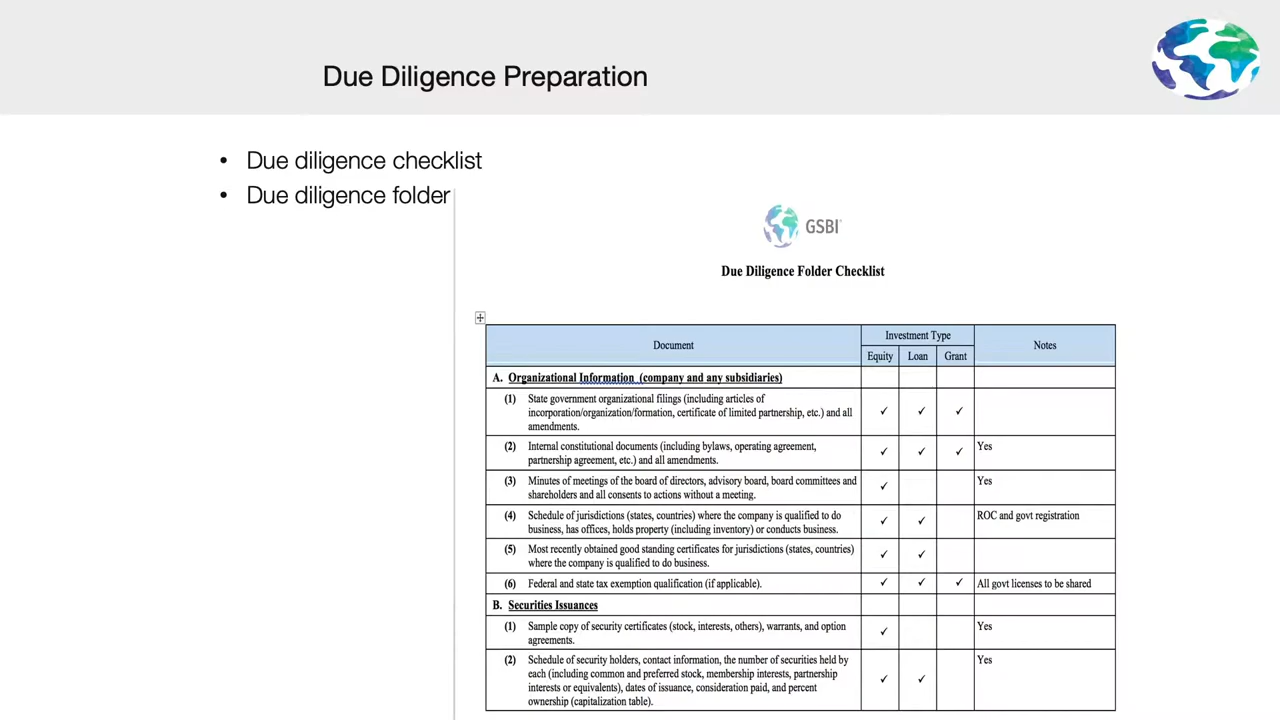 Due Diligence Preparation
• Due diligence checklist
• Due diligence folder
GSBI®
Due Diligence Folder Checklist
Document
Investment Type
Notes
Equity
Loan
Grant
A. Organizational Information (company and any subsidiaries)
(1) State government organizational filings (including articles of
incorporation/organization/formation, certificate of limited partnership, etc.) and all
amendments.
✓ ✓ ✓
(2) Internal constitutional documents (including bylaws, operating agreement,
partnership agreement, etc.) and all amendments.
✓ ✓ ✓
Yes
(3) Minutes of meetings of the board of directors, advisory board, board committees and
shareholders and all consents to actions without a meeting.
✓
Yes
(4) Schedule of jurisdictions (states, countries) where the company is qualified to do
business, has offices, holds property (including inventory) or conducts business.
✓ ✓
ROC and govt registration
(5) Most recently obtained good standing certificates for jurisdictions (states, countries)
where the company is qualified to do business.
✓ ✓
(6) Federal and state tax exemption qualification (if applicable).
✓ ✓ ✓
All govt licenses to be shared
B. Securities Issuances
(1) Sample copy of security certificates (stock, interests, others), warrants, and option
agreements.
✓
Yes
(2) Schedule of security holders, contact information, the number of securities held by
each (including common and preferred stock, membership interests, partnership
interests or equivalents), dates of issuance, consideration paid, and percent
ownership (capitalization table).
✓ ✓
Yes